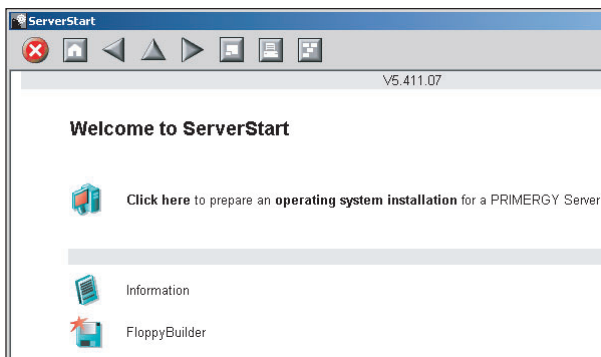 ServerStart
V5.411.07
Welcome to ServerStart
Click here to prepare an operating system installation for a PRIMERGY Server
Information
FloppyBuilder